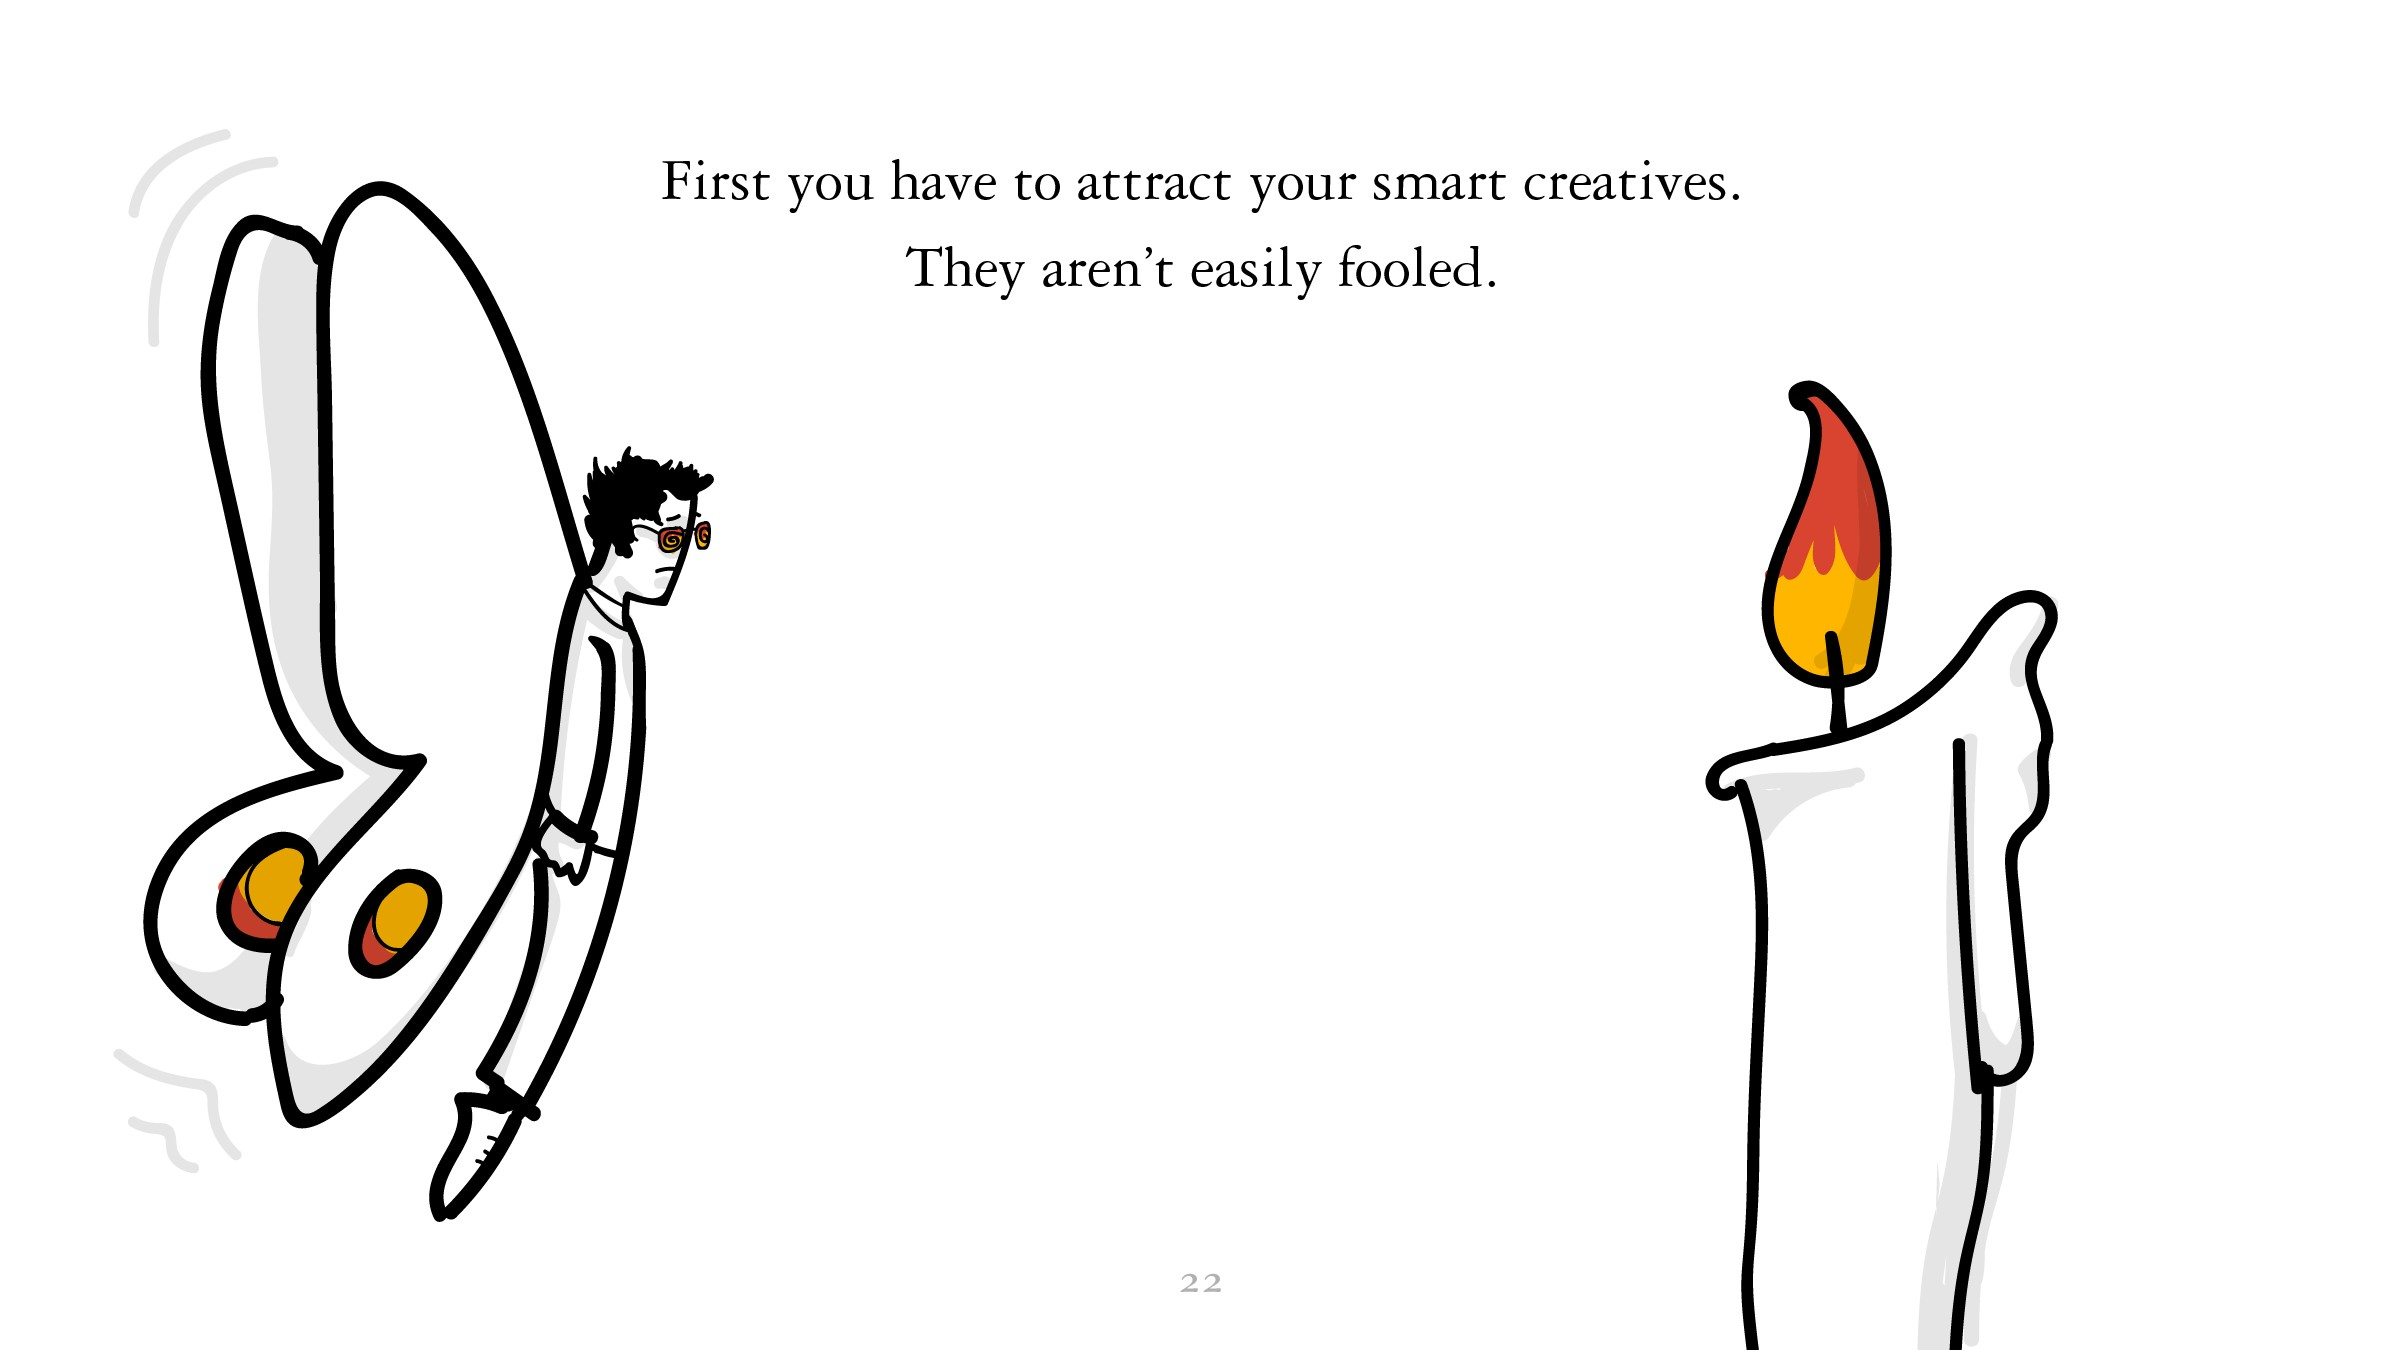 First you have to attract your smart creatives.
They aren’t easily fooled.
22